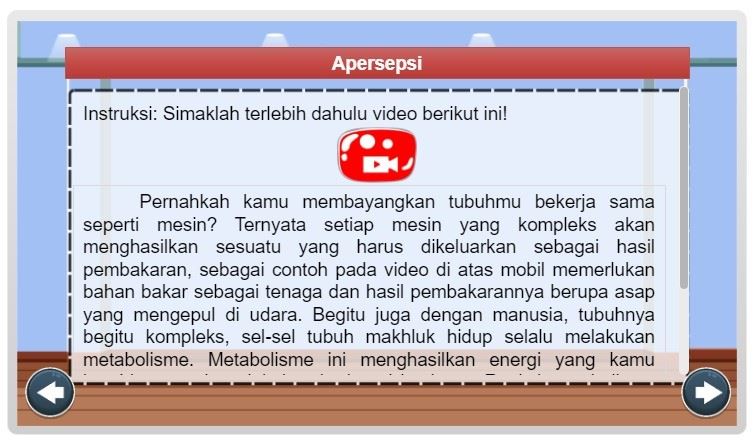 Apersepsi
Instruksi: Simaklah terlebih dahulu video berikut ini!
Pernahkah kamu membayangkan tubuhmu bekerja sama
seperti mesin? Ternyata setiap mesin yang kompleks akan
menghasilkan sesuatu yang harus dikeluarkan sebagai hasil
pembakaran, sebagai contoh pada video di atas mobil memerlukan
bahan bakar sebagai tenaga dan hasil pembakarannya berupa asap
yang mengepul di udara. Begitu juga dengan manusia, tubuhnya
begitu kompleks, sel-sel tubuh makhluk hidup selalu melakukan
metabolisme. Metabolisme ini menghasilkan energi yang kamu